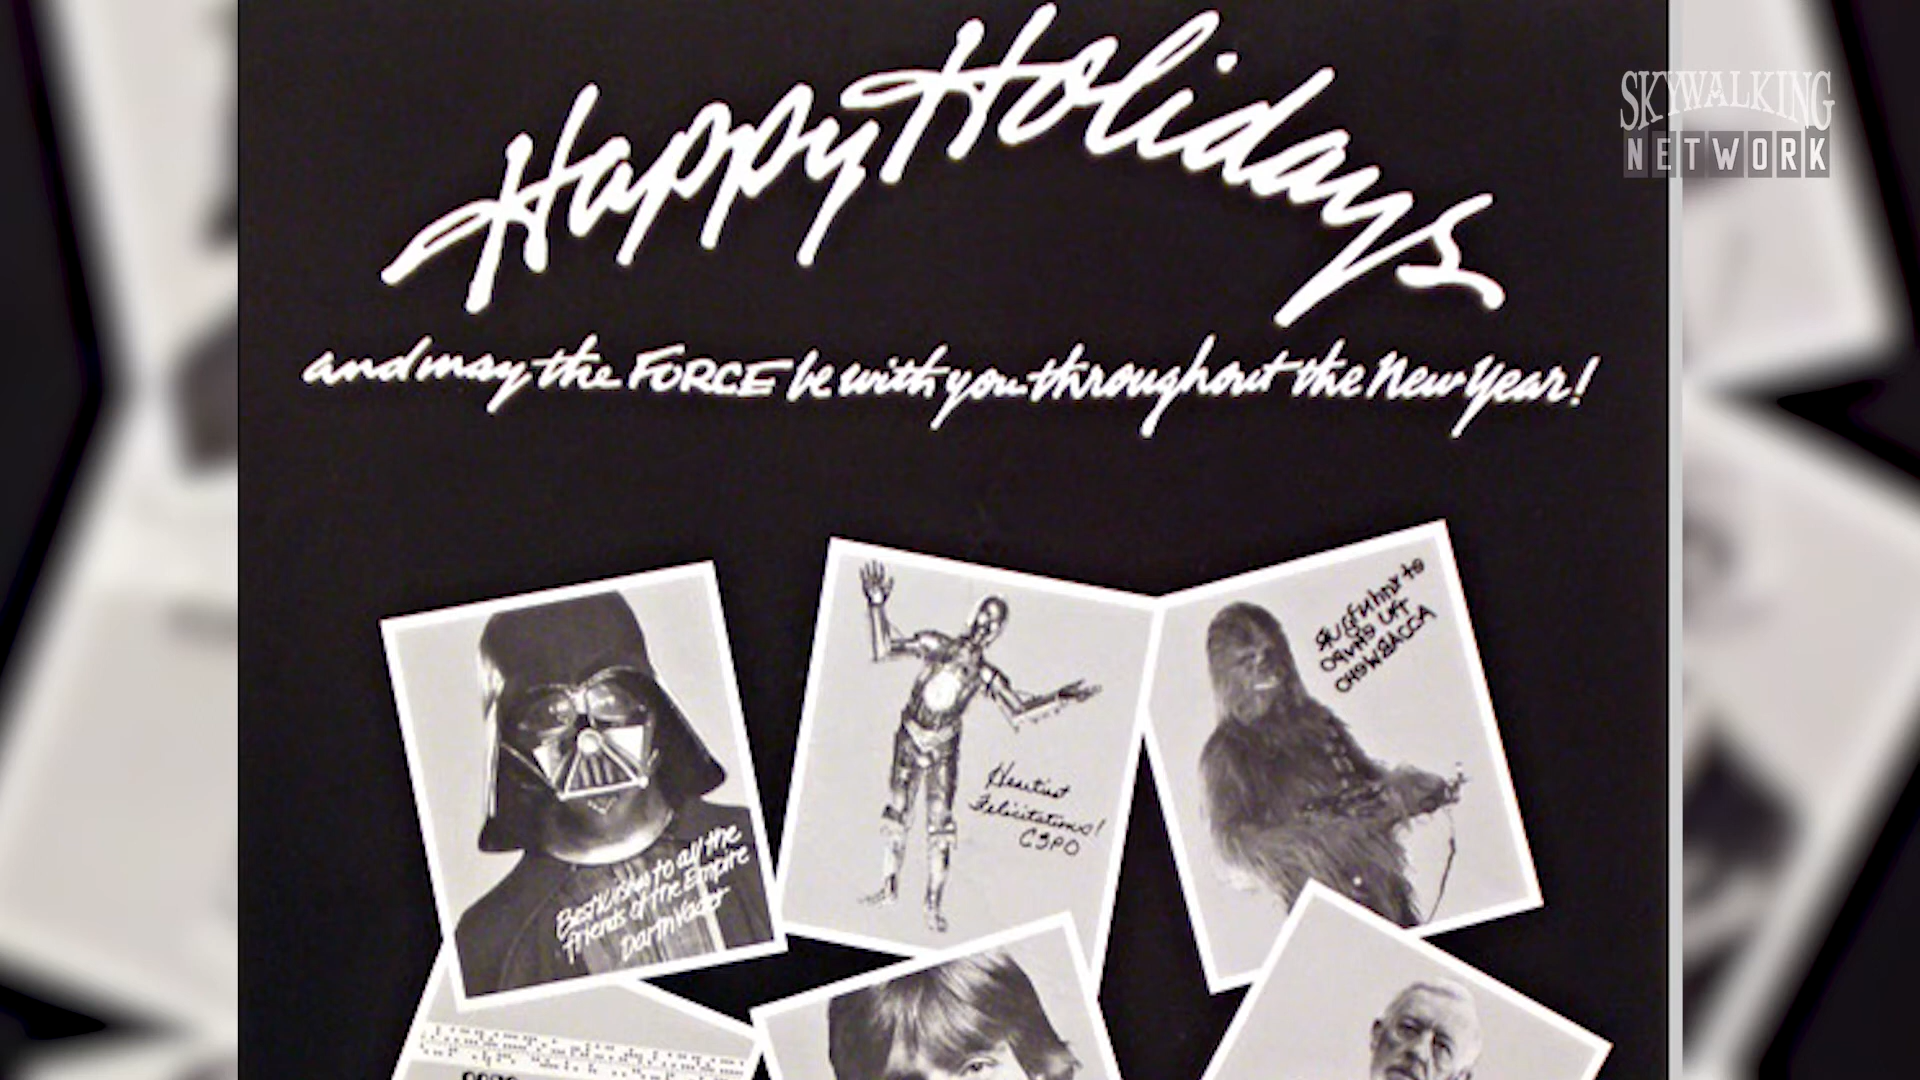 Happy Holidays
and may the FORCE be with you throughout the New Year!
SKYWALKING
NETWORK
Best Wishes to all the
friends of the Empire
Darth Vader
Heartiest
Felicitations!
C3PO
CHEWBACCA